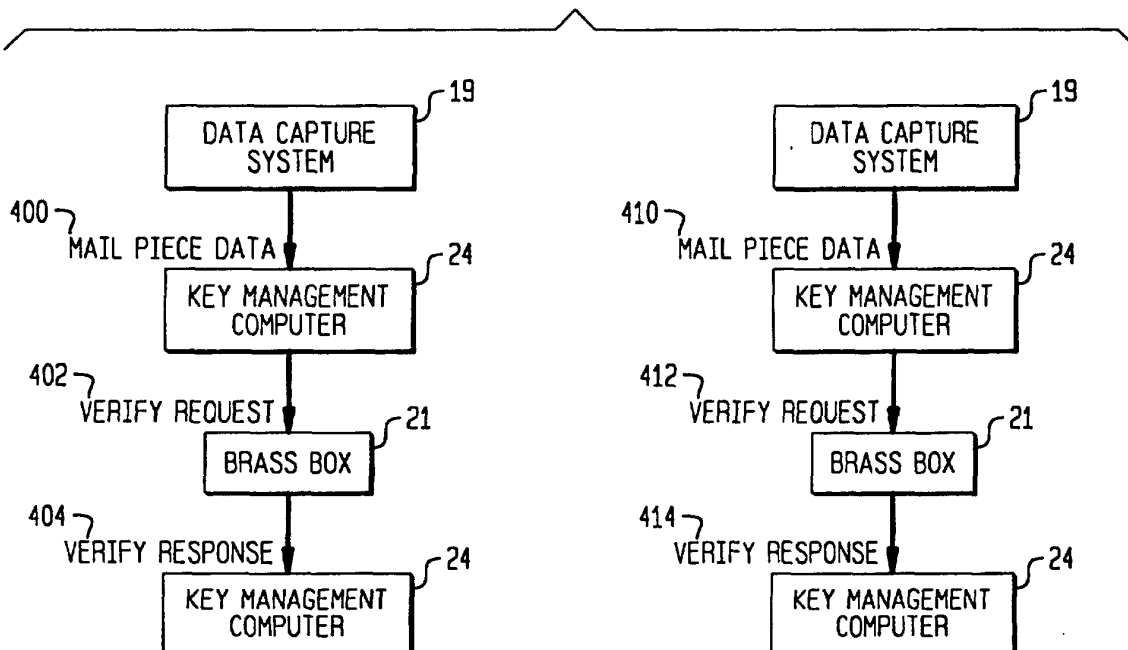 19
DATA CAPTURE
SYSTEM
400
MAIL PIECE DATA
24
KEY MANAGEMENT
COMPUTER
402
VERIFY REQUEST
21
BRASS BOX
404
VERIFY RESPONSE
24
KEY MANAGEMENT
COMPUTER
19
DATA CAPTURE
SYSTEM
410
MAIL PIECE DATA
24
KEY MANAGEMENT
COMPUTER
412
VERIFY REQUEST
21
BRASS BOX
414
VERIFY RESPONSE
24
KEY MANAGEMENT
COMPUTER